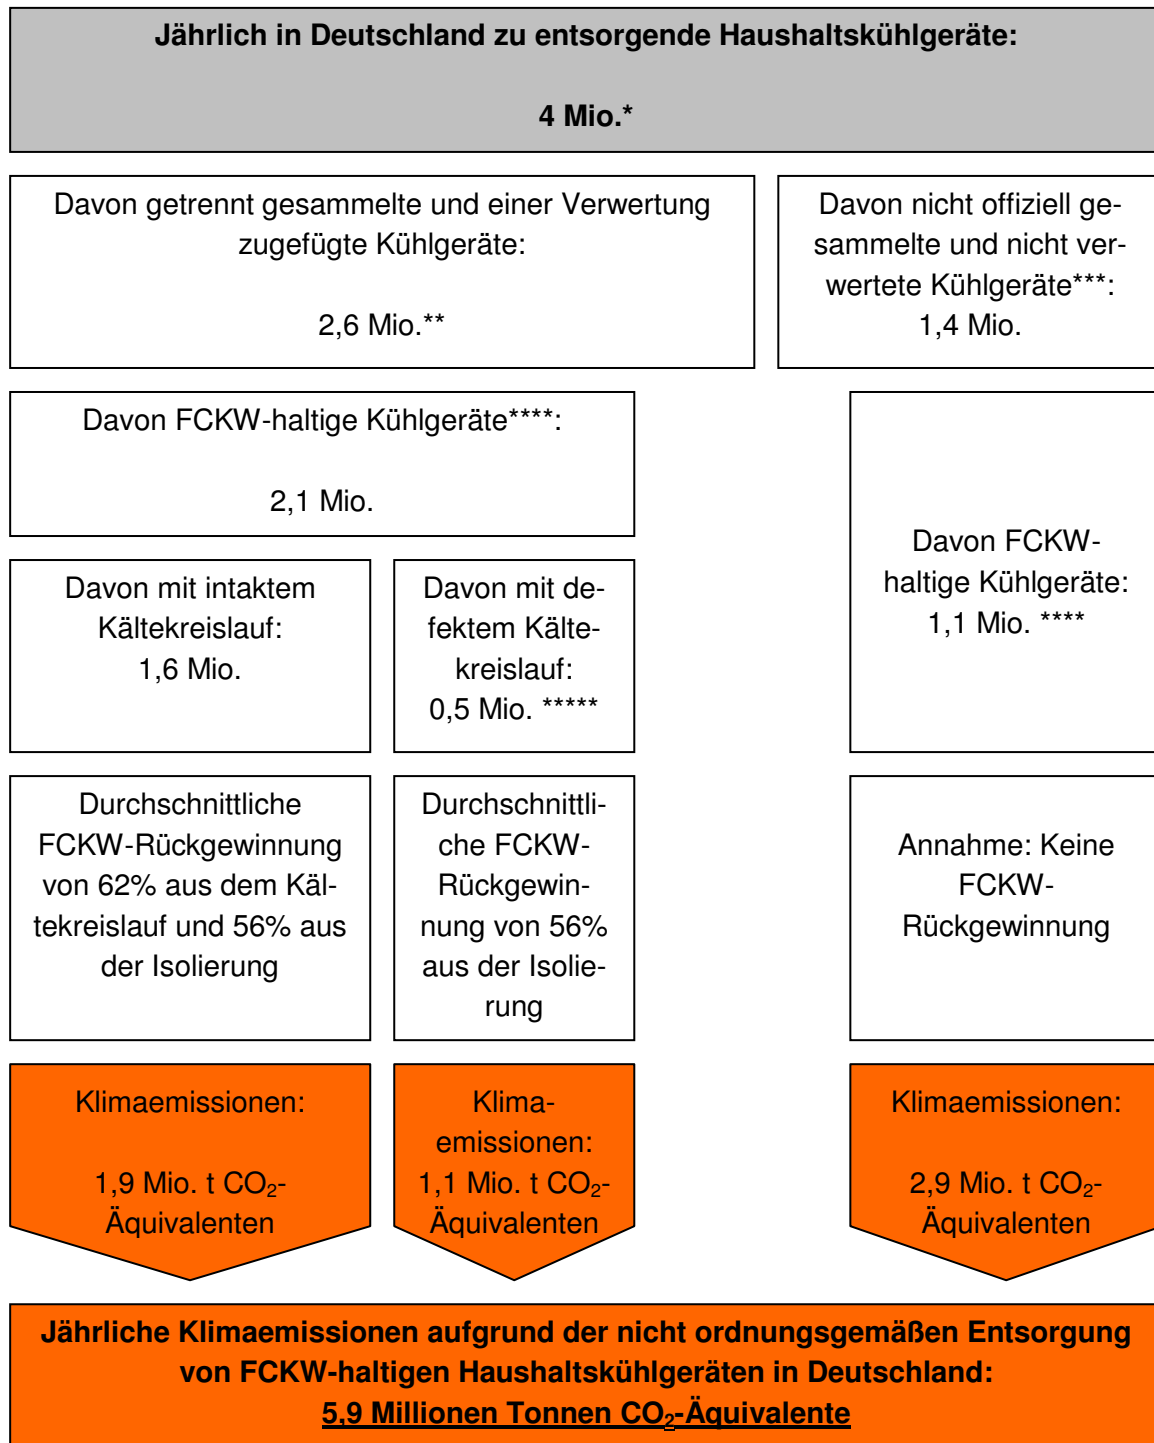 Jährlich in Deutschland zu entsorgende Haushaltskühlgeräte:
4 Mio.*
Davon getrennt gesammelte und einer Verwertung
zugefügte Kühlgeräte:
2,6 Mio.**
Davon nicht offiziell ge-
sammelte und nicht ver-
wertete Kühlgeräte***:
1,4 Mio.
Davon FCKW-haltige Kühlgeräte****:
2,1 Mio.
Davon FCKW-
haltige Kühlgeräte:
1,1 Mio. ****
Davon mit intaktem
Kältekreislauf:
1,6 Mio.
Davon mit de-
fektem Kälte-
kreislauf:
0,5 Mio. *****
Durchschnittliche
FCKW-Rückgewinnung
von 62% aus dem Käl-
tekreislauf und 56% aus
der Isolierung
Durchschnittli-
che FCKW-
Rückgewin-
nung von 56%
aus der Isolie-
rung
Annahme: Keine
FCKW-
Rückgewinnung
Klimaemissionen:
1,9 Mio. t CO₂-
Äquivalenten
Klima-
emissionen:
1,1 Mio. t CO₂-
Äquivalenten
Klimaemissionen:
2,9 Mio. t CO₂-
Äquivalenten
Jährliche Klimaemissionen aufgrund der nicht ordnungsgemäßen Entsorgung
von FCKW-haltigen Haushaltskühlgeräten in Deutschland:
5,9 Millionen Tonnen CO₂-Äquivalente